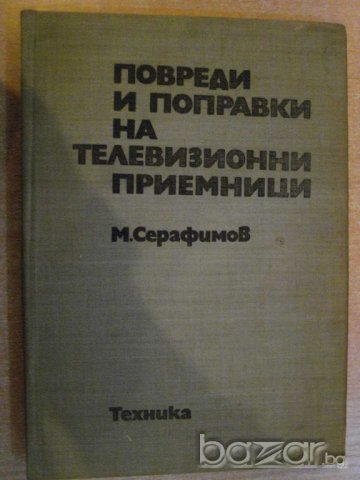 ПОВРЕДИ
И ПОПРАВКИ
НА
ТЕЛЕВИЗИОННИ
ПРИЕМНИЦИ
М. Серафимов
Техника
bazar.bg